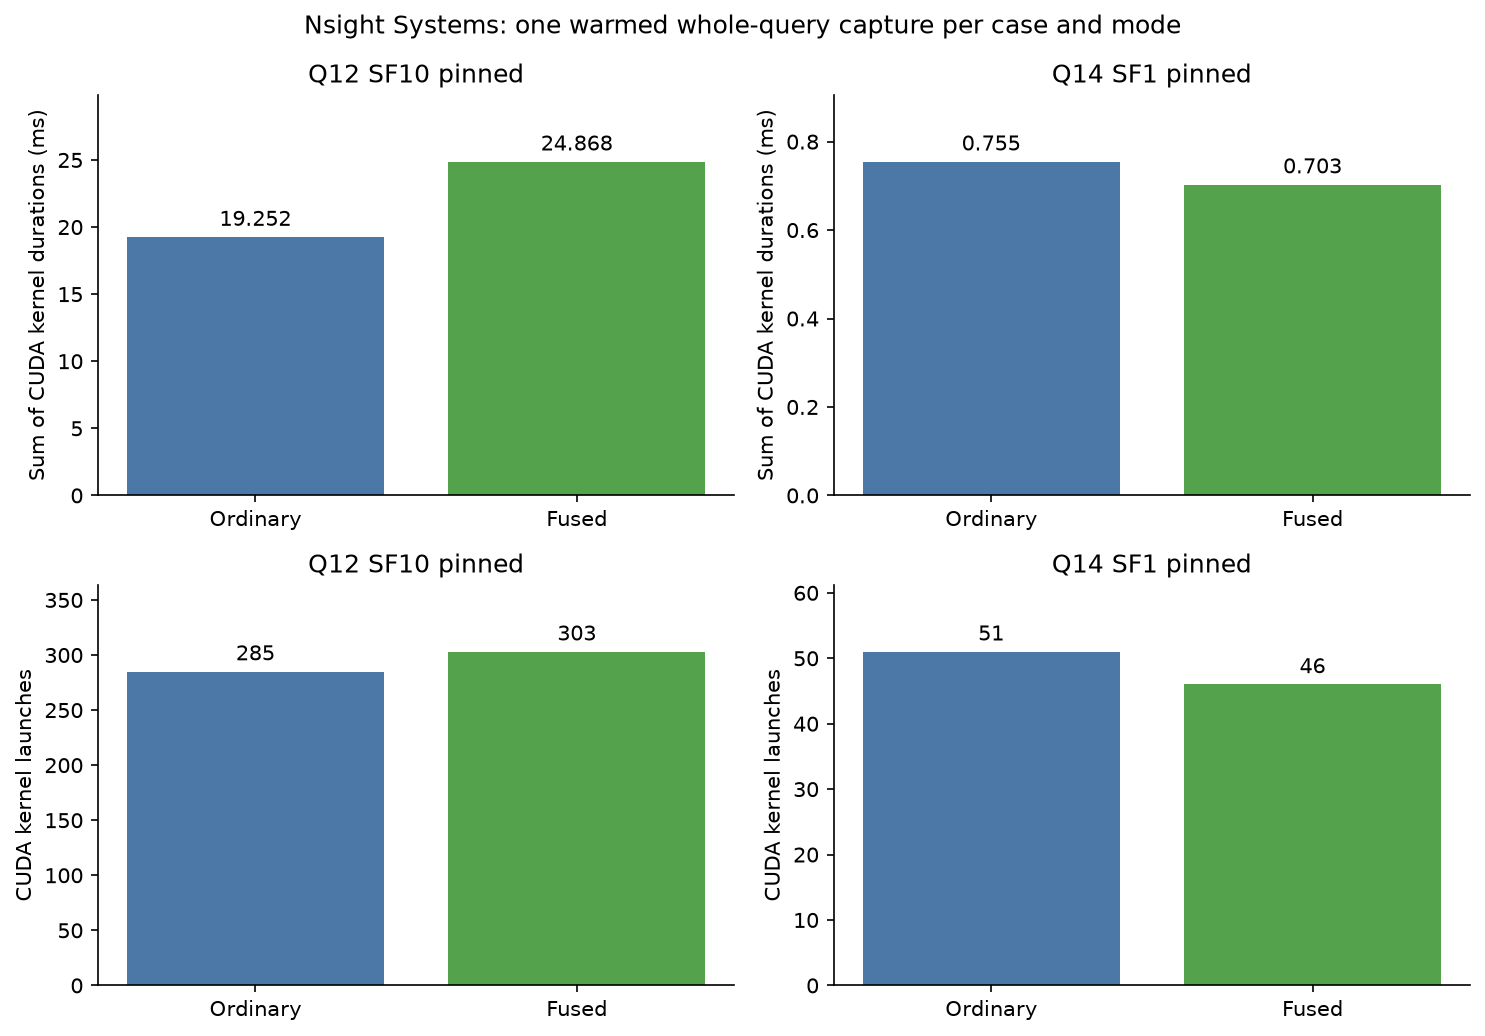 Nsight Systems: one warmed whole-query capture per case and mode
Q12 SF10 pinned
Sum of CUDA kernel durations (ms)
25
20
15
10
5
0
19.252
24.868
Ordinary
Fused
Q14 SF1 pinned
Sum of CUDA kernel durations (ms)
0.8
0.6
0.4
0.2
0.0
0.755
0.703
Ordinary
Fused
Q12 SF10 pinned
CUDA kernel launches
350
300
250
200
150
100
50
0
285
303
Ordinary
Fused
Q14 SF1 pinned
CUDA kernel launches
60
50
40
30
20
10
0
51
46
Ordinary
Fused